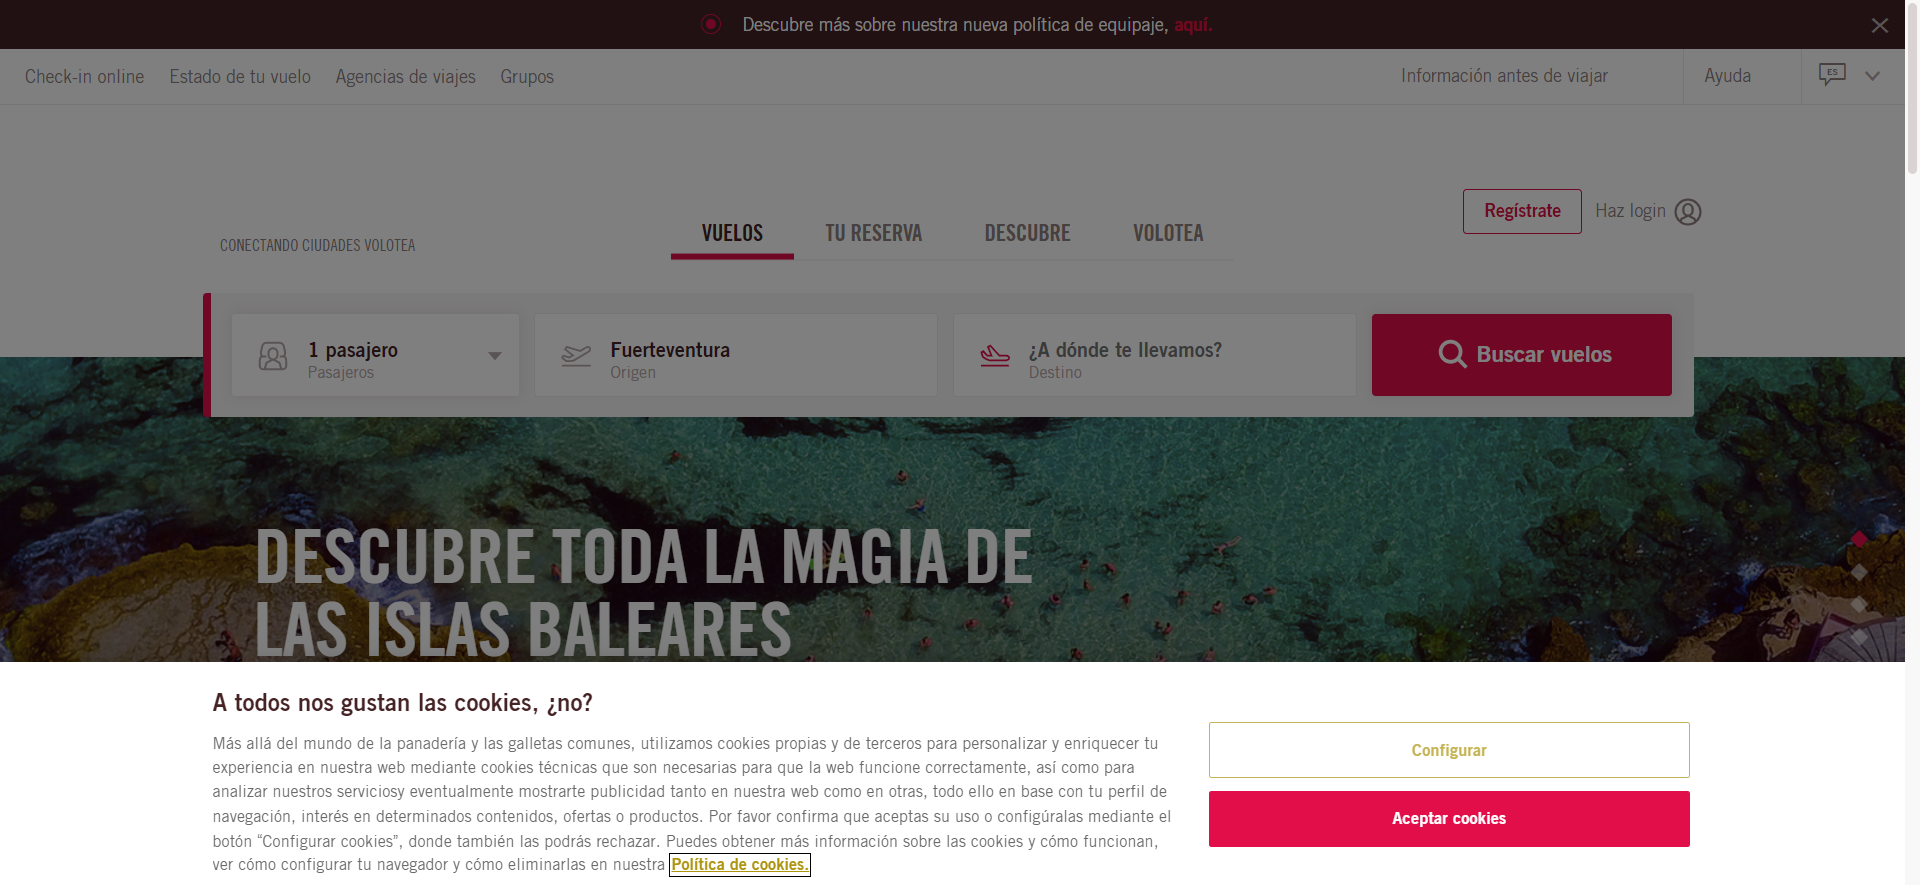 Descubre más sobre nuestra nueva política de equipaje, aquí.
Check-in online Estado de tu vuelo Agencias de viajes Grupos Información antes de viajar Ayuda ES
Regístrate Haz login
CONECTANDO CIUDADES VOLOTEA VUELOS TU RESERVA DESCUBRE VOLOTEA
1 pasajero
Pasajeros
Fuerteventura
Origen
¿A dónde te llevamos?
Destino
Buscar vuelos
DESCUBRE TODA LA MAGIA DE
LAS ISLAS BALEARES
A todos nos gustan las cookies, ¿no?
Más allá del mundo de la panadería y las galletas comunes, utilizamos cookies propias y de terceros para personalizar y enriquecer tu
experiencia en nuestra web mediante cookies técnicas que son necesarias para que la web funcione correctamente, así como para
analizar nuestros serviciosy eventualmente mostrarte publicidad tanto en nuestra web como en otras, todo ello en base con tu perfil de
navegación, interés en determinados contenidos, ofertas o productos. Por favor confirma que aceptas su uso o configúralas mediante el
botón “Configurar cookies”, donde también las podrás rechazar. Puedes obtener más información sobre las cookies y cómo funcionan,
ver cómo configurar tu navegador y cómo eliminarlas en nuestra Política de cookies.
Configurar
Aceptar cookies